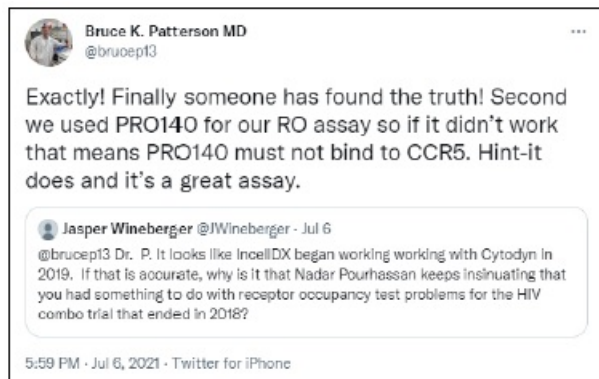 Bruce K. Patterson MD
@brucep13
Exactly! Finally someone has found the truth! Second
we used PRO140 for our RO assay so if it didn't work
that means PRO140 must not bind to CCR5. Hint-it
does and it's a great assay.
Jasper Wineberger @JWineberger · Jul 6
@brucep13 Dr. P. It looks like IncellDX began working working with Cytodyn in
2019. If that is accurate, why is it that Nadar Pourhassan keeps insinuating that
you had something to do with receptor occupancy test problems for the HIV
combo trial that ended in 2018?
5:59 PM · Jul 6, 2021 · Twitter for iPhone